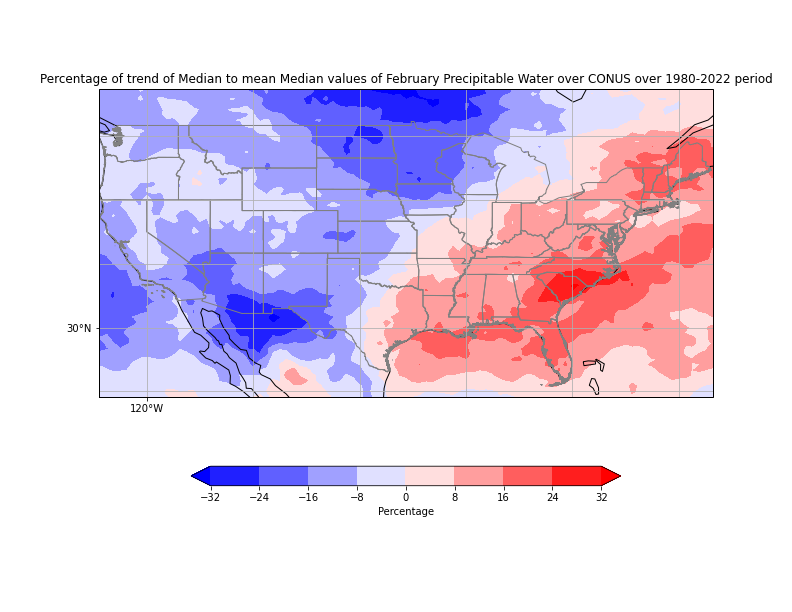 Percentage of trend of Median to mean Median values of February Precipitable Water over CONUS over 1980-2022 period
30°N
120°W
−32 −24 −16 −8 0 8 16 24 32
Percentage